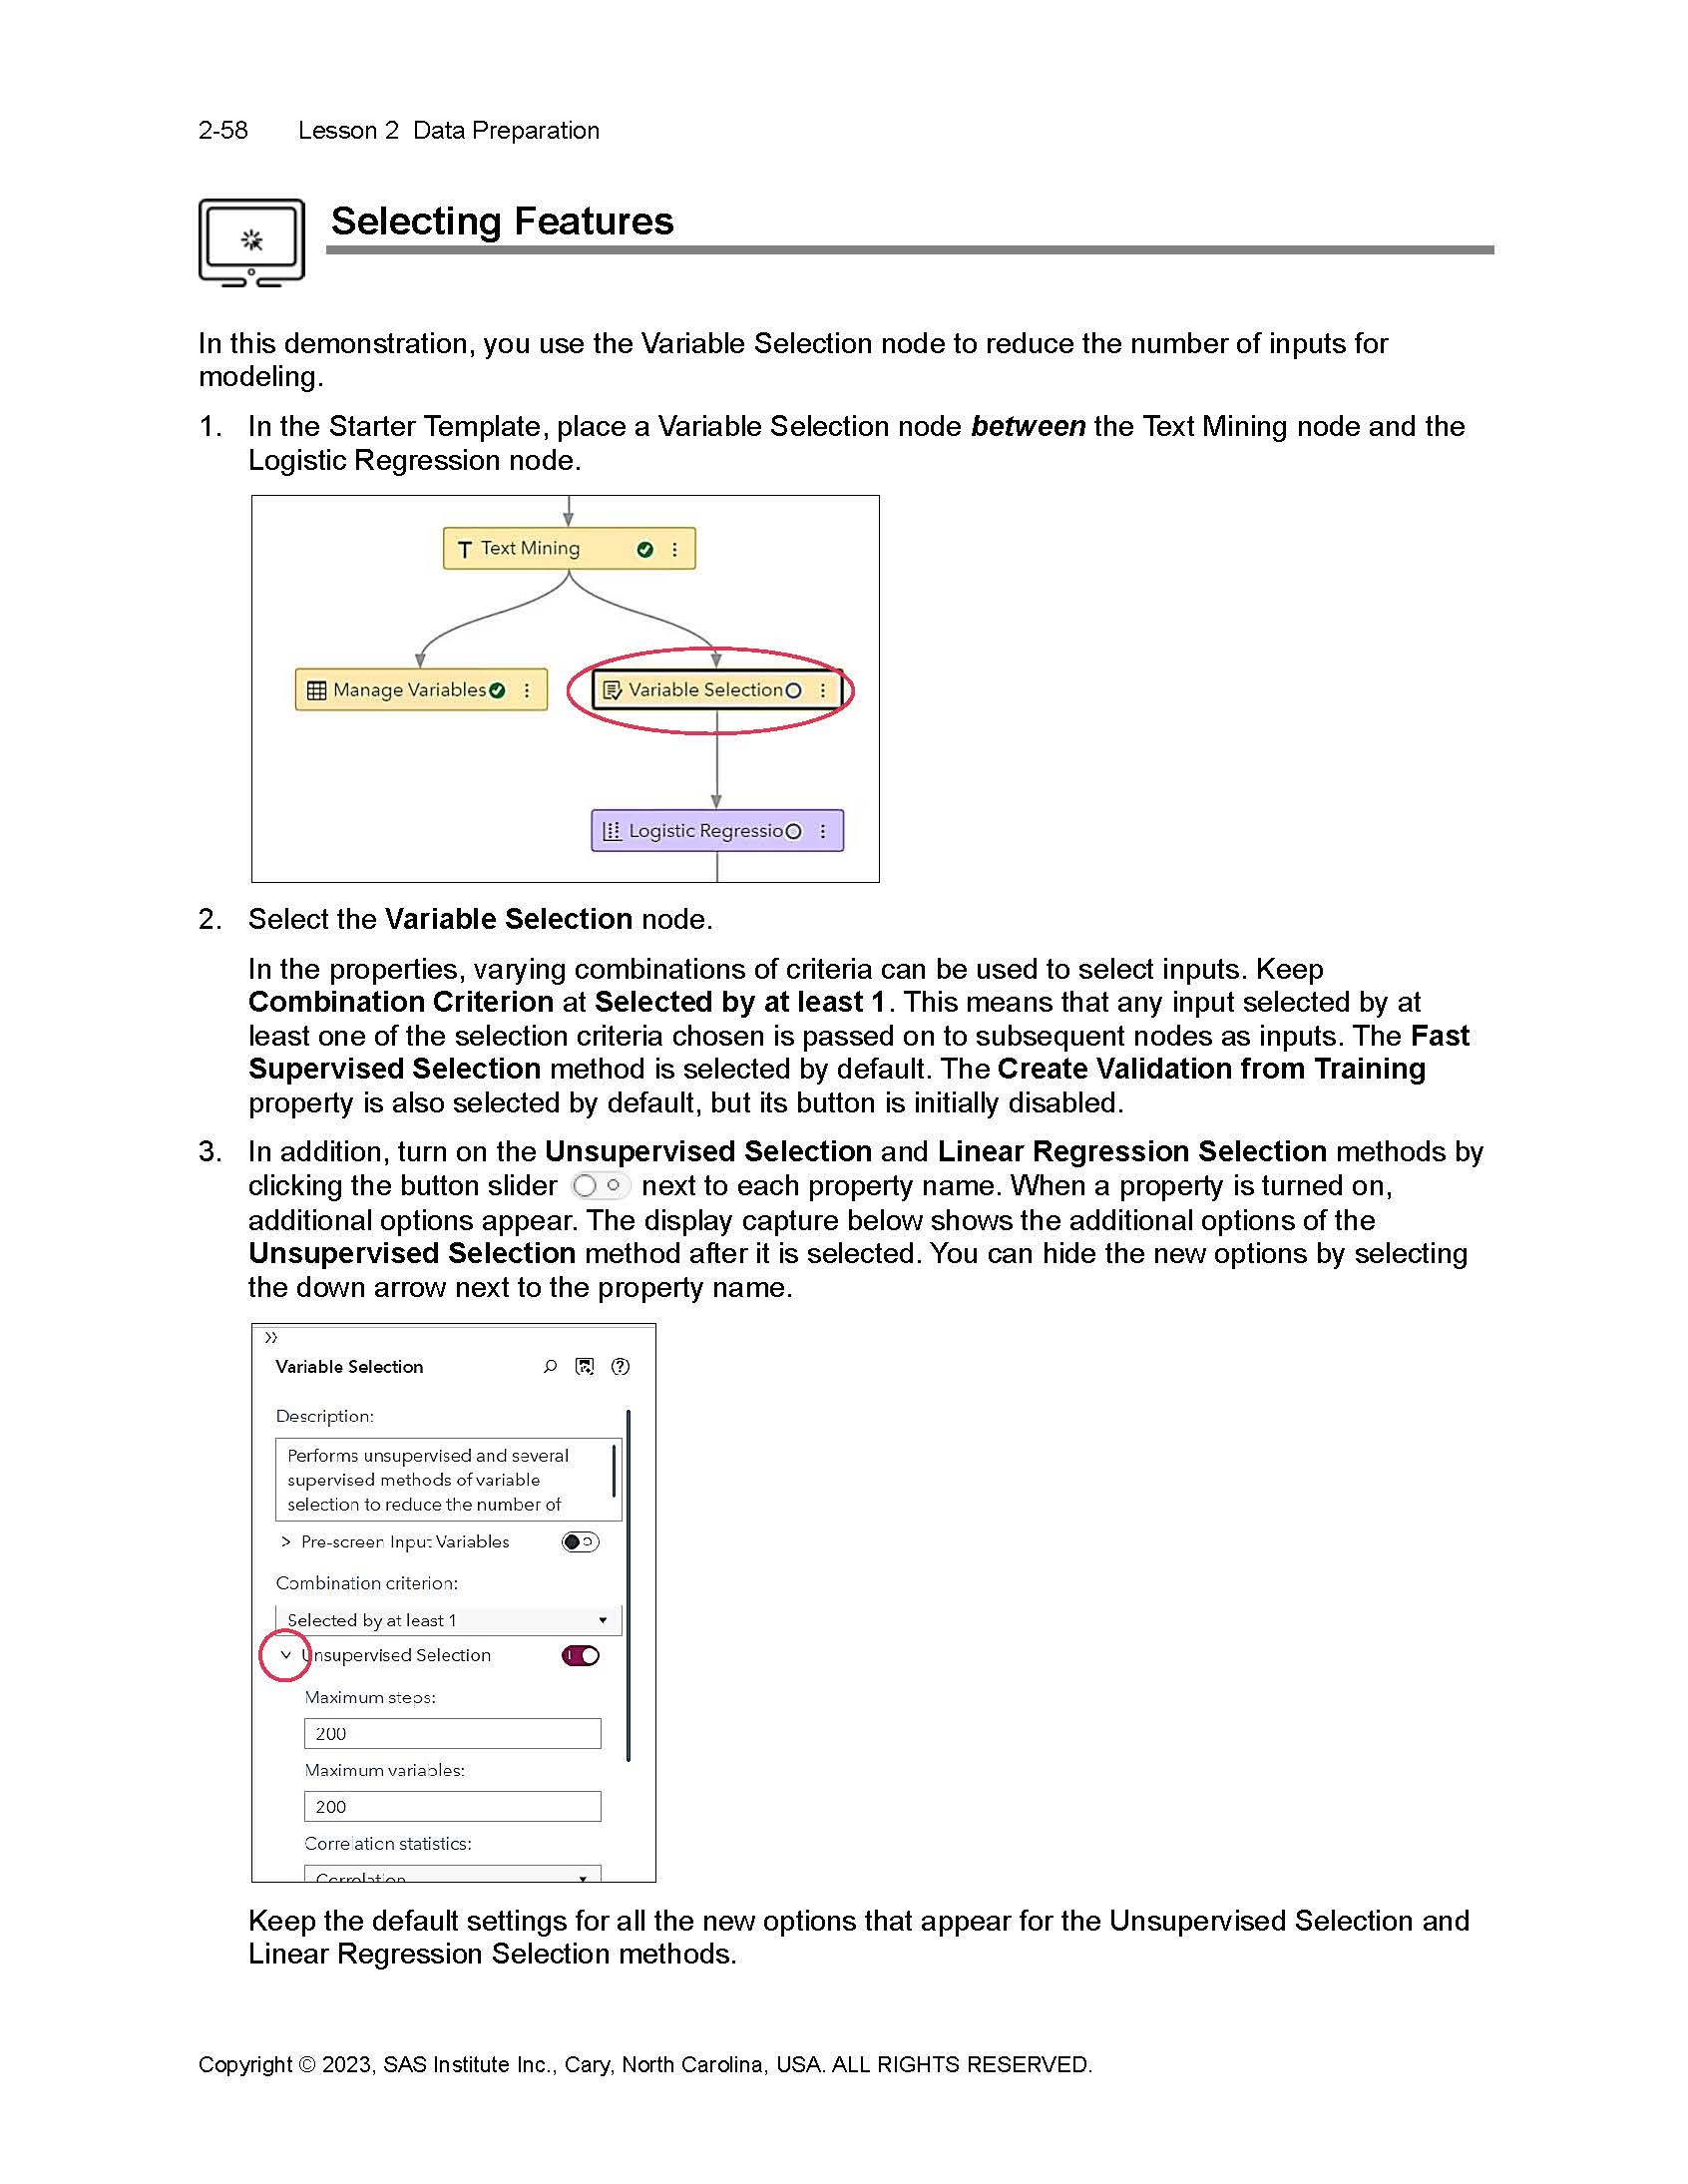 2-58 Lesson 2 Data Preparation
Selecting Features
In this demonstration, you use the Variable Selection node to reduce the number of inputs for
modeling.
1. In the Starter Template, place a Variable Selection node between the Text Mining node and the
Logistic Regression node.
Text Mining
Manage Variables
Variable Selection
Logistic Regressio
2. Select the Variable Selection node.
In the properties, varying combinations of criteria can be used to select inputs. Keep
Combination Criterion at Selected by at least 1. This means that any input selected by at
least one of the selection criteria chosen is passed on to subsequent nodes as inputs. The Fast
Supervised Selection method is selected by default. The Create Validation from Training
property is also selected by default, but its button is initially disabled.
3. In addition, turn on the Unsupervised Selection and Linear Regression Selection methods by
clicking the button slider next to each property name. When a property is turned on,
additional options appear. The display capture below shows the additional options of the
Unsupervised Selection method after it is selected. You can hide the new options by selecting
the down arrow next to the property name.
Variable Selection
Description:
Performs unsupervised and several
supervised methods of variable
selection to reduce the number of
> Pre-screen Input Variables
Combination criterion:
Selected by at least 1
Unsupervised Selection
Maximum steps:
200
Maximum variables:
200
Correlation statistics:
Correlation
Keep the default settings for all the new options that appear for the Unsupervised Selection and
Linear Regression Selection methods.
Copyright © 2023, SAS Institute Inc., Cary, North Carolina, USA. ALL RIGHTS RESERVED.